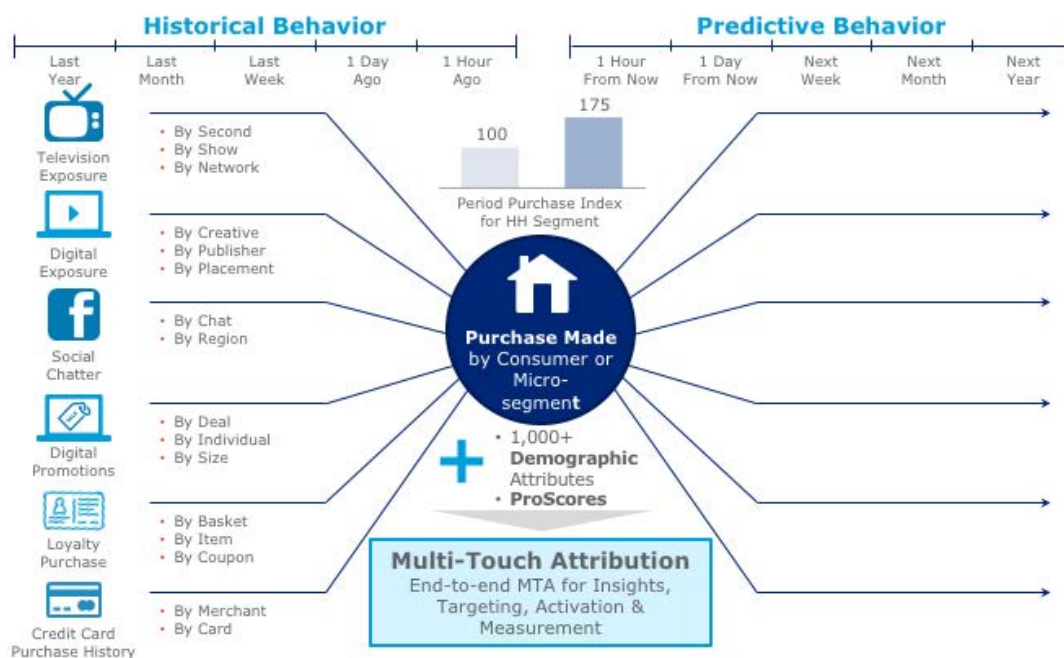 Historical Behavior
Predictive Behavior
Last
Year
Last
Month
Last
Week
1 Day
Ago
1 Hour
Ago
1 Hour
From Now
1 Day
From Now
Next
Week
Next
Month
Next
Year
Television
Exposure
• By Second
• By Show
• By Network
100
175
Period Purchase Index
for HH Segment
Digital
Exposure
• By Creative
• By Publisher
• By Placement
Social
Chatter
• By Chat
• By Region
Purchase Made
by Consumer or
Micro-
segment
Digital
Promotions
• By Deal
• By Individual
• By Size
• 1,000+
Demographic
Attributes
• ProScores
Loyalty
Purchase
• By Basket
• By Item
• By Coupon
Multi-Touch Attribution
End-to-end MTA for Insights,
Targeting, Activation &
Measurement
Credit Card
Purchase History
• By Merchant
• By Card